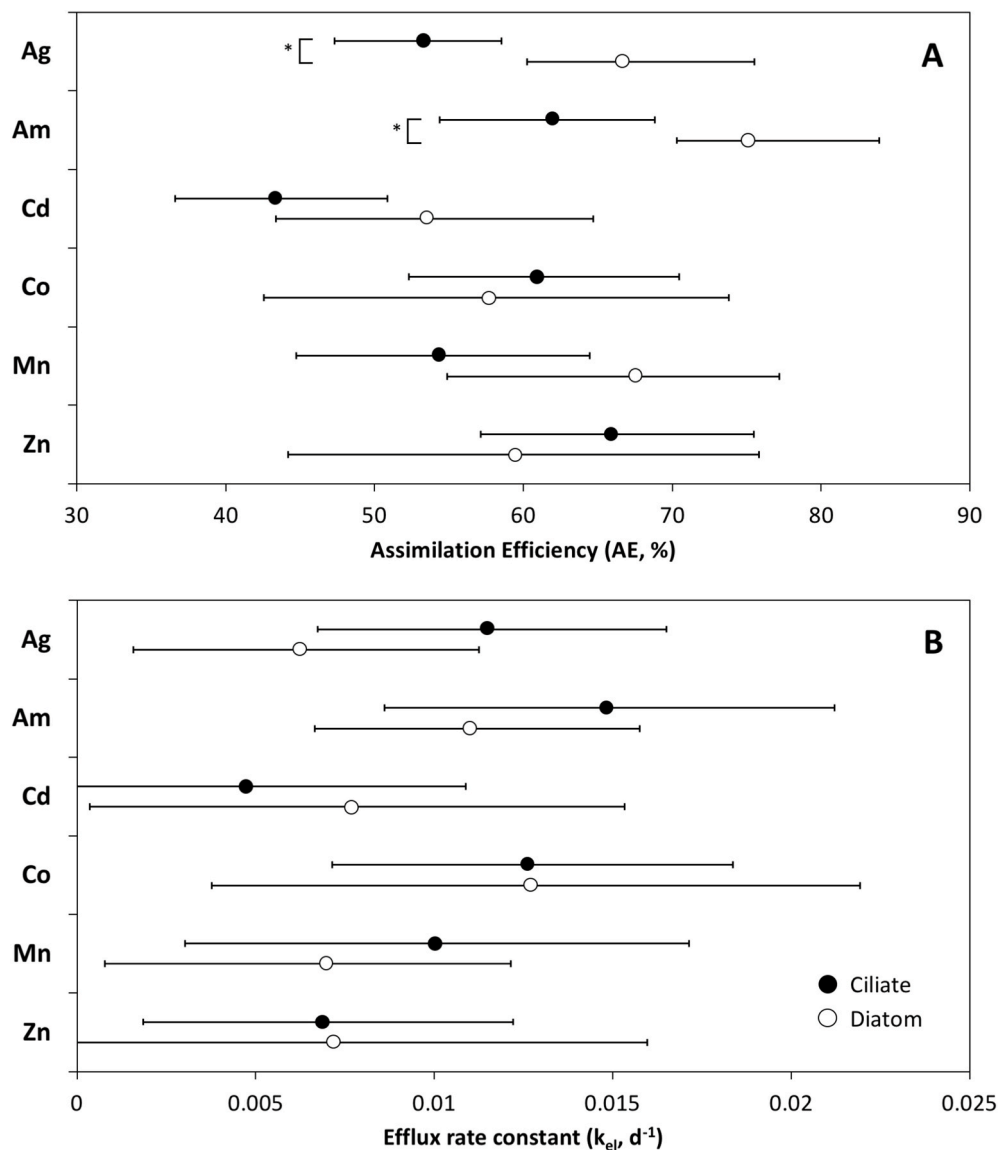 A
Ag
*
Am
*
Cd
Co
Mn
Zn
30 40 50 60 70 80 90
Assimilation Efficiency (AE, %)
B
Ag
Am
Cd
Co
Mn
Ciliate
Diatom
Zn
0 0.005 0.01 0.015 0.02 0.025
Efflux rate constant (kel, d-1)